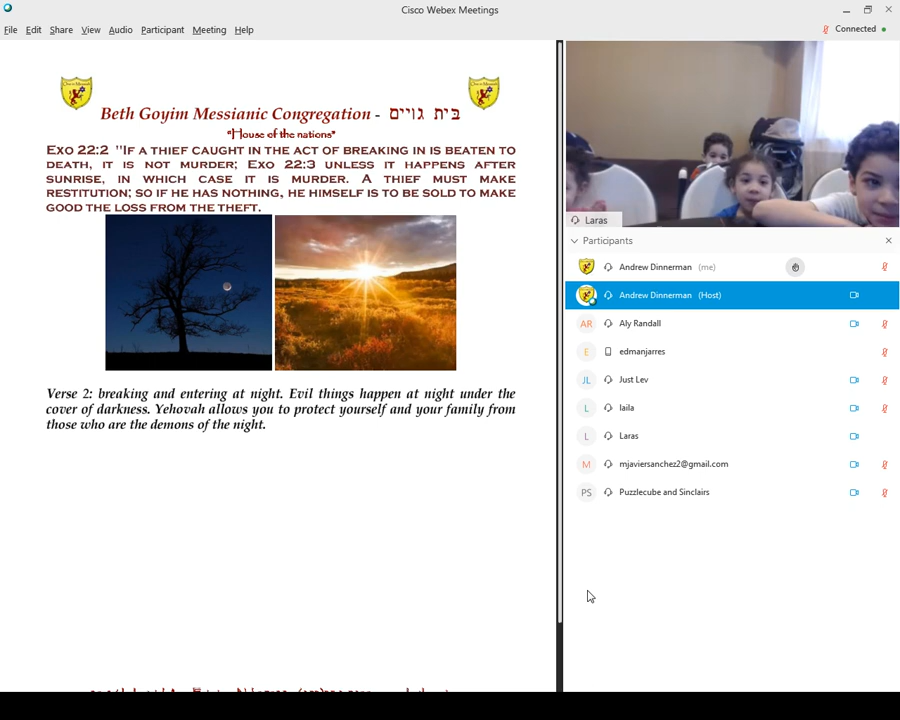 Cisco Webex Meetings
File Edit Share View Audio Participant Meeting Help
Connected
Beth Goyim Messianic Congregation - בית גויים
"House of the nations"
Exo 22:2 "If a thief caught in the act of breaking in is beaten to
death, it is not murder; Exo 22:3 unless it happens after
sunrise, in which case it is murder. A thief must make
restitution; so if he has nothing, he himself is to be sold to make
good the loss from the theft.
Verse 2: breaking and entering at night. Evil things happen at night under the
cover of darkness. Yehovah allows you to protect yourself and your family from
those who are the demons of the night.
Laras
Participants
Andrew Dinnerman (me)
Andrew Dinnerman (Host)
AR Aly Randall
E edmanjarres
JL Just Lev
L laila
L Laras
M mjaviersanchez2@gmail.com
PS Puzzlecube and Sinclairs